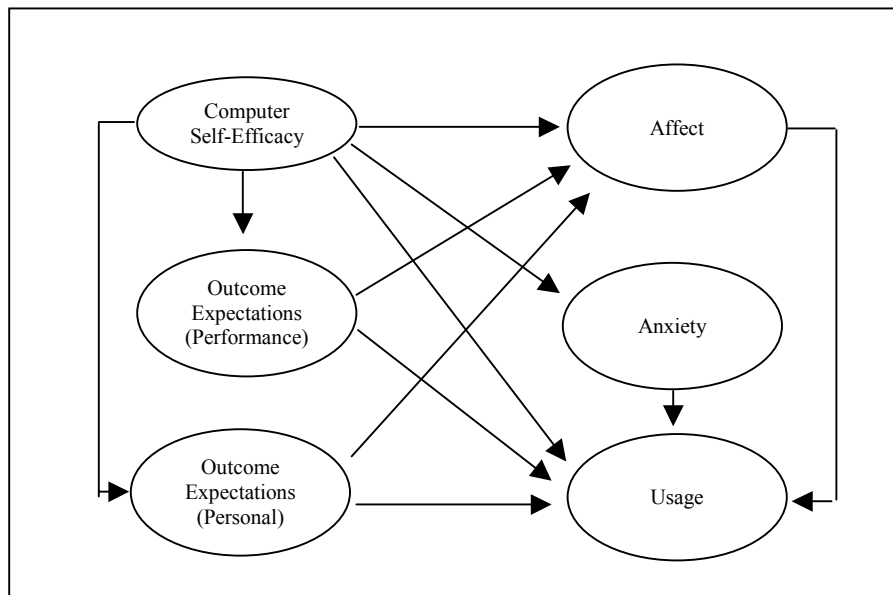 Computer
Self-Efficacy
Affect
Outcome
Expectations
(Performance)
Anxiety
Outcome
Expectations
(Personal)
Usage